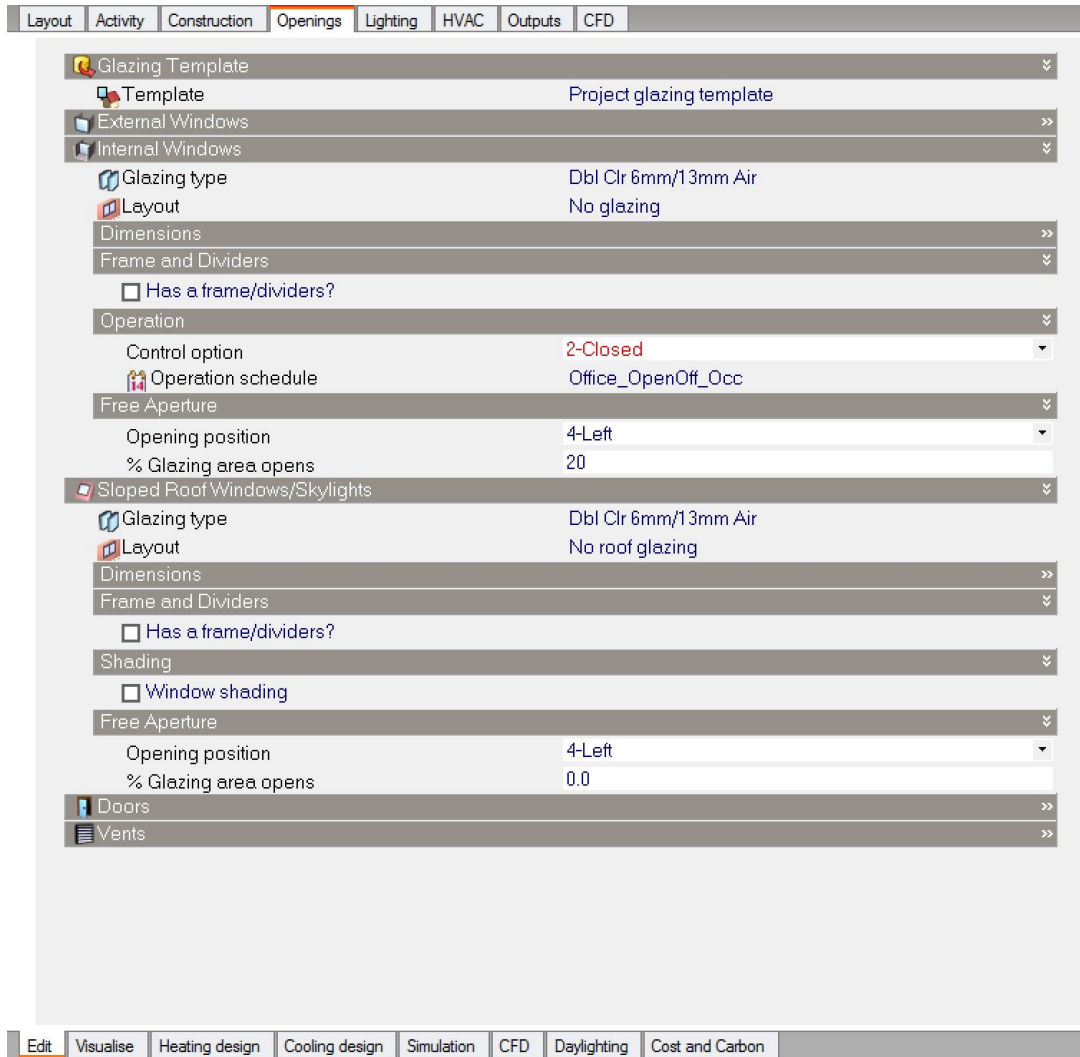 Layout Activity Construction Openings Lighting HVAC Outputs CFD
Glazing Template
Template Project glazing template
External Windows
Internal Windows
Glazing type Dbl Clr 6mm/13mm Air
Layout No glazing
Dimensions
Frame and Dividers
Has a frame/dividers?
Operation
Control option 2-Closed
14 Operation schedule Office_OpenOff_Occ
Free Aperture
Opening position 4-Left
% Glazing area opens 20
Sloped Roof Windows/Skylights
Glazing type Dbl Clr 6mm/13mm Air
Layout No roof glazing
Dimensions
Frame and Dividers
Has a frame/dividers?
Shading
Window shading
Free Aperture
Opening position 4-Left
% Glazing area opens 0.0
Doors
Vents
Edit Visualise Heating design Cooling design Simulation CFD Daylighting Cost and Carbon